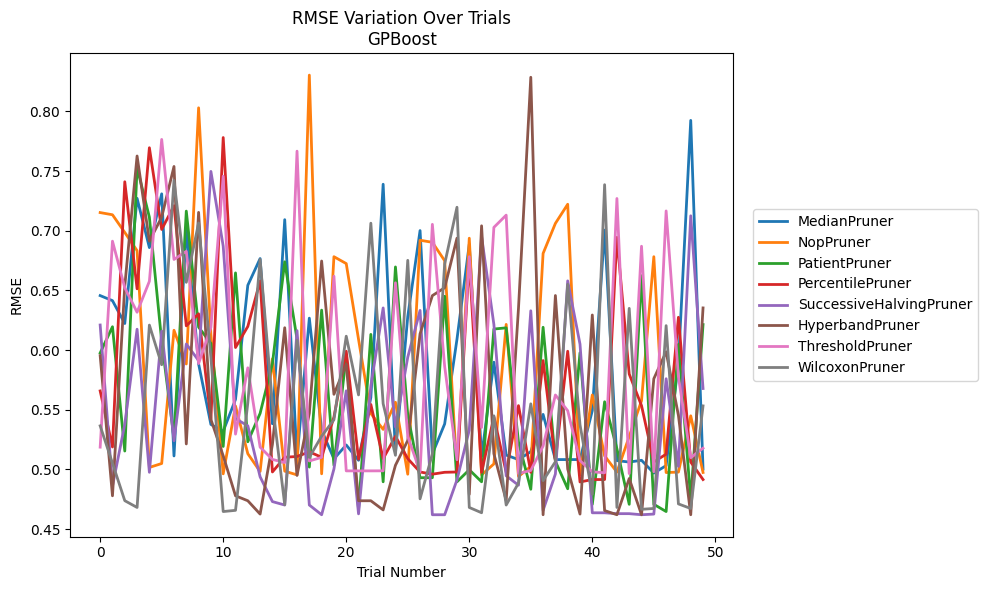 RMSE Variation Over Trials
GPBoost
RMSE
0.80
0.75
0.70
0.65
0.60
0.55
0.50
0.45
0
10
20
30
40
50
Trial Number
MedianPruner
NopPruner
PatientPruner
PercentilePruner
SuccessiveHalvingPruner
HyperbandPruner
ThresholdPruner
WilcoxonPruner